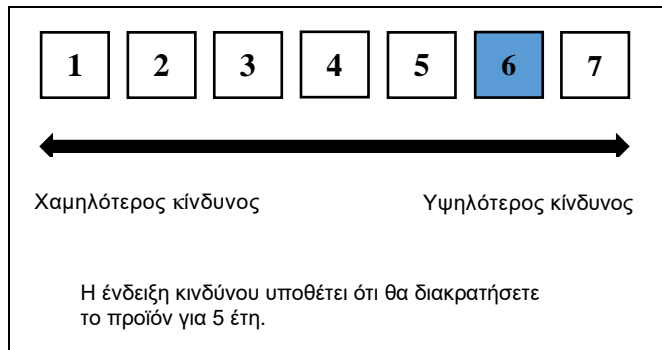 1 2 3 4 5 6 7
Χαμηλότερος κίνδυνος Υψηλότερος κίνδυνος
Η ένδειξη κινδύνου υποθέτει ότι θα διακρατήσετε
το προϊόν για 5 έτη.